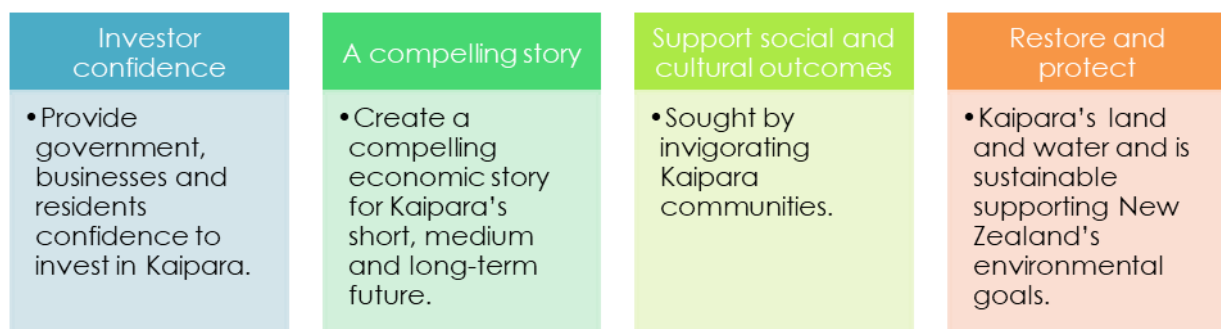 Investor
confidence
•Provide
government,
businesses and
residents
confidence to
invest in Kaipara.
A compelling story
•Create a
compelling
economic story
for Kaipara’s
short, medium
and long-term
future.
Support social and
cultural outcomes
•Sought by
invigorating
Kaipara
communities.
Restore and
protect
•Kaipara’s land
and water and is
sustainable
supporting New
Zealand’s
environmental
goals.